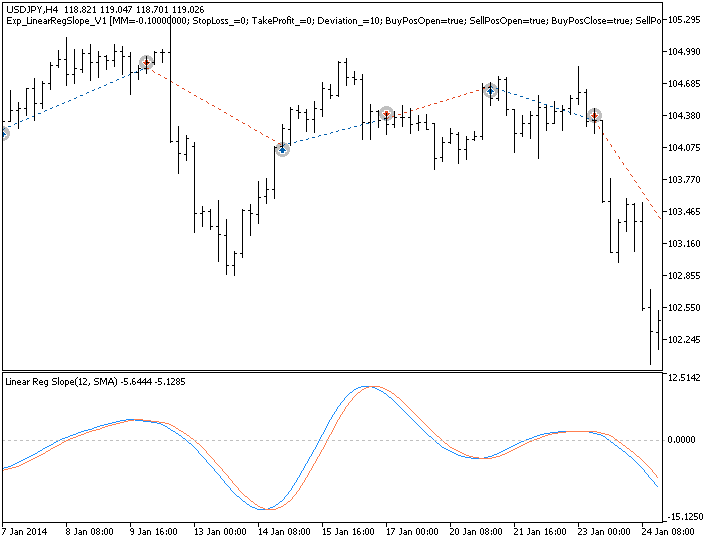 USDJPY,H4 118.821 119.047 118.701 119.026
Exp_LinearRegSlope_V1 [MM=-0.10000000; StopLoss_=0; TakeProfit_=0; Deviation_=10; BuyPosOpen=true; SellPosOpen=true; BuyPosClose=true; SellPo
105.295
104.990
104.685
104.380
104.075
103.770
103.465
103.160
102.855
102.550
102.245
Linear Reg Slope(12, SMA) -5.6444 -5.1285
12.5142
0.0000
-15.1250
7 Jan 2014
8 Jan 08:00
9 Jan 16:00
13 Jan 00:00
14 Jan 08:00
15 Jan 16:00
17 Jan 00:00
20 Jan 08:00
21 Jan 16:00
23 Jan 00:00
24 Jan 08:00